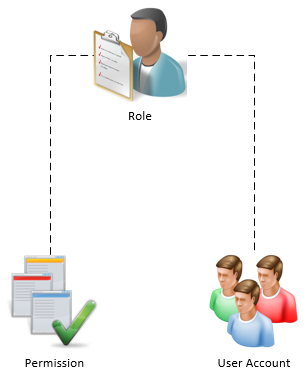 Role
Permission
User Account